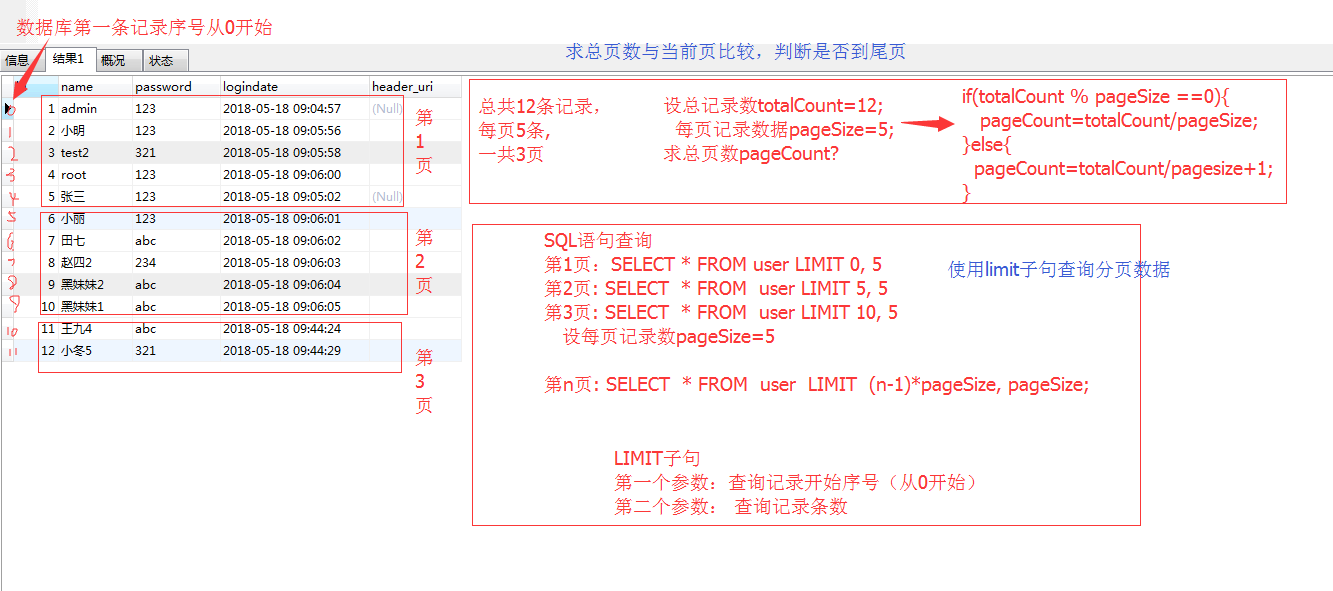 数据库第一条记录序号从0开始
信息 结果1 概况 状态
name password logindate header_uri
0 1 admin 123 2018-05-18 09:04:57 (Null)
1 2 小明 123 2018-05-18 09:05:56
2 3 test2 321 2018-05-18 09:05:58
3 4 root 123 2018-05-18 09:06:00
4 5 张三 123 2018-05-18 09:05:02 (Null)
5 6 小丽 123 2018-05-18 09:06:01
6 7 田七 abc 2018-05-18 09:06:02
7 8 赵四2 234 2018-05-18 09:06:03
8 9 黑妹妹2 abc 2018-05-18 09:06:04
9 10 黑妹妹1 abc 2018-05-18 09:06:05
10 11 王九4 abc 2018-05-18 09:44:24
11 12 小冬5 321 2018-05-18 09:44:29
第
1
页
第
2
页
第
3
页
求总页数与当前页比较，判断是否到尾页
总共12条记录，
每页5条,
一共3页
设总记录数totalCount=12;
每页记录数据pageSize=5;
求总页数pageCount?
if(totalCount % pageSize ==0){
pageCount=totalCount/pageSize;
}else{
pageCount=totalCount/pagesize+1;
}
SQL语句查询
第1页：SELECT * FROM user LIMIT 0, 5
第2页: SELECT * FROM user LIMIT 5, 5
第3页: SELECT * FROM user LIMIT 10, 5
设每页记录数pageSize=5
使用limit子句查询分页数据
第n页: SELECT * FROM user LIMIT (n-1)*pageSize, pageSize;
LIMIT子句
第一个参数：查询记录开始序号（从0开始）
第二个参数： 查询记录条数